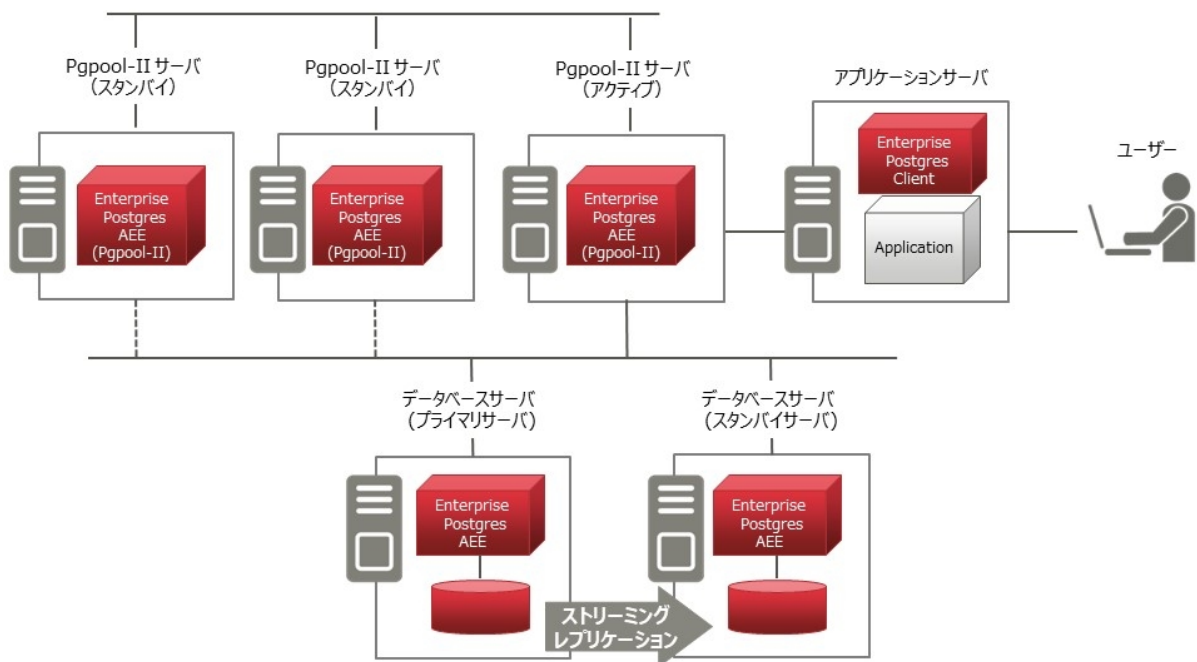 Pgpool-II サーバ
(スタンバイ)
Pgpool-II サーバ
(スタンバイ)
Pgpool-II サーバ
(アクティブ)
アプリケーションサーバ
ユーザー
Enterprise
Postgres
AEE
(Pgpool-II)
Enterprise
Postgres
AEE
(Pgpool-II)
Enterprise
Postgres
AEE
(Pgpool-II)
Enterprise
Postgres
Client
Application
データベースサーバ
(プライマリサーバ)
データベースサーバ
(スタンバイサーバ)
Enterprise
Postgres
AEE
Enterprise
Postgres
AEE
ストリーミング
レプリケーション